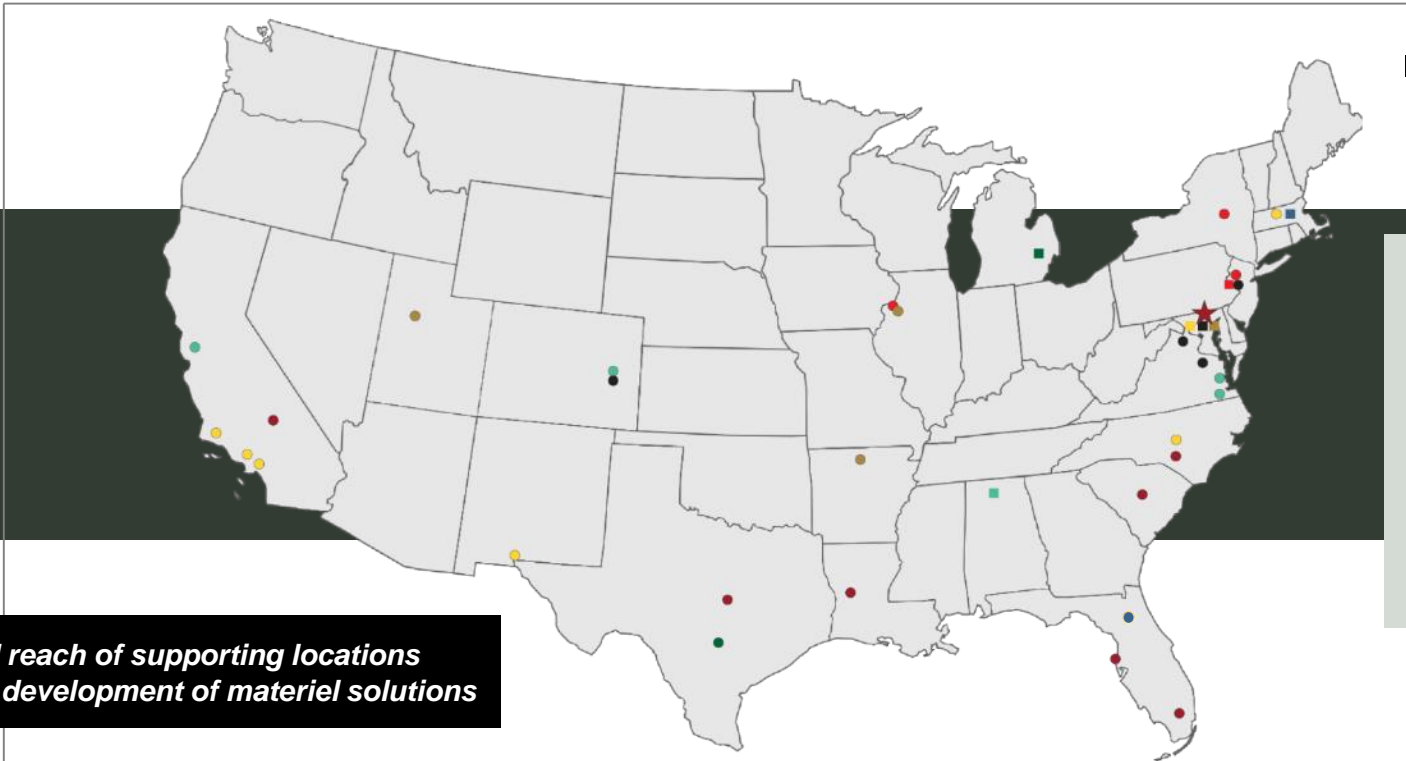 reach of supporting locations
development of materiel solutions